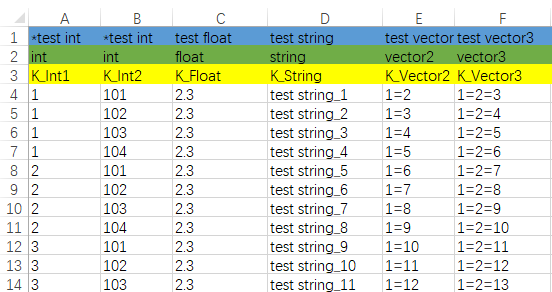 A B C D E F
1 *test int *test int test float test string test vector test vector3
2 int int float string vector2 vector3
3 K_Int1 K_Int2 K_Float K_String K_Vector2 K_Vector3
4 1 101 2.3 test string_1 1=2 1=2=3
5 1 102 2.3 test string_2 1=3 1=2=4
6 1 103 2.3 test string_3 1=4 1=2=5
7 1 104 2.3 test string_4 1=5 1=2=6
8 2 101 2.3 test string_5 1=6 1=2=7
9 2 102 2.3 test string_6 1=7 1=2=8
10 2 103 2.3 test string_7 1=8 1=2=9
11 2 104 2.3 test string_8 1=9 1=2=10
12 3 101 2.3 test string_9 1=10 1=2=11
13 3 102 2.3 test string_10 1=11 1=2=12
14 3 103 2.3 test string_11 1=12 1=2=13